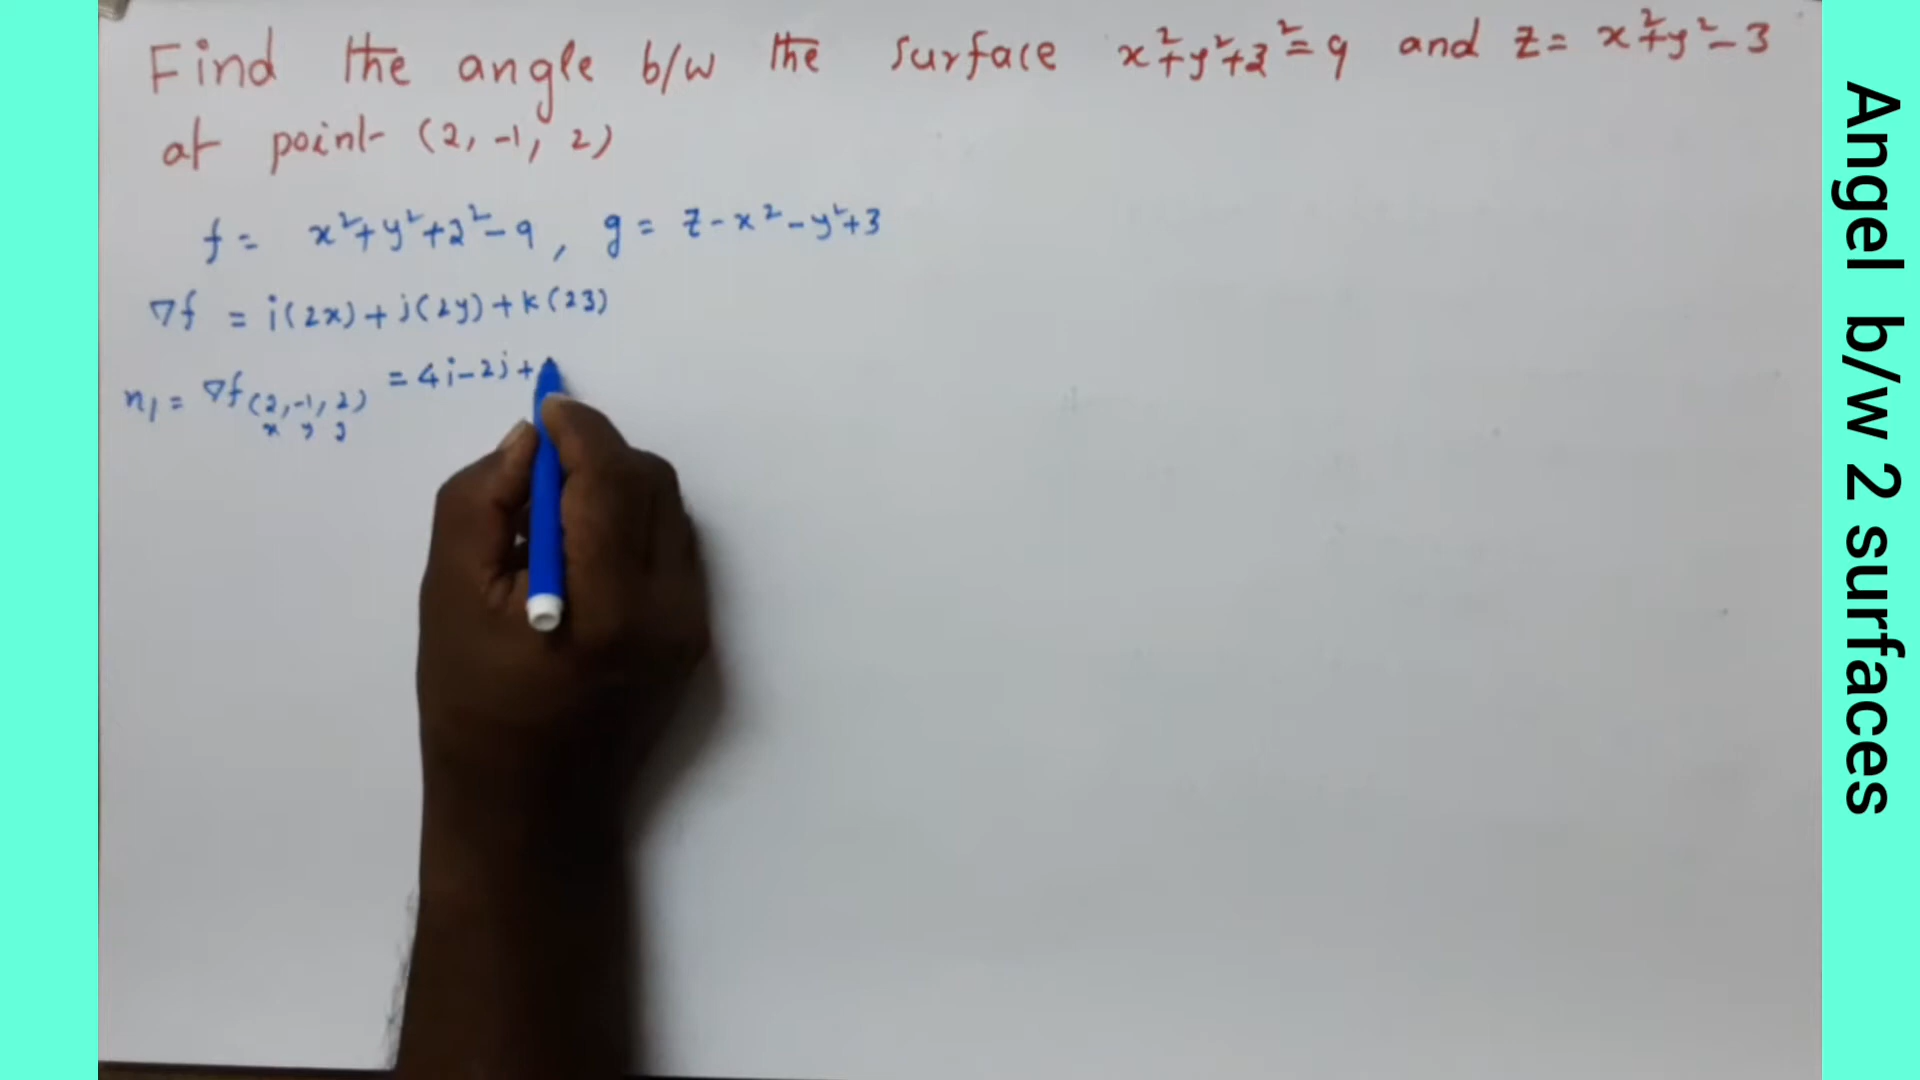 Find the angle b/w the surface x²+y²+z²=9 and z= x²+y²-3
at point (2, -1, 2)
f= x²+y²+z²-9, g= z-x²-y²+3
∇f = i(2x)+j(2y)+k(2z)
n₁= ∇f(2,-1, 2) =4i-2j+
x y z
Angel b/w 2 surfaces